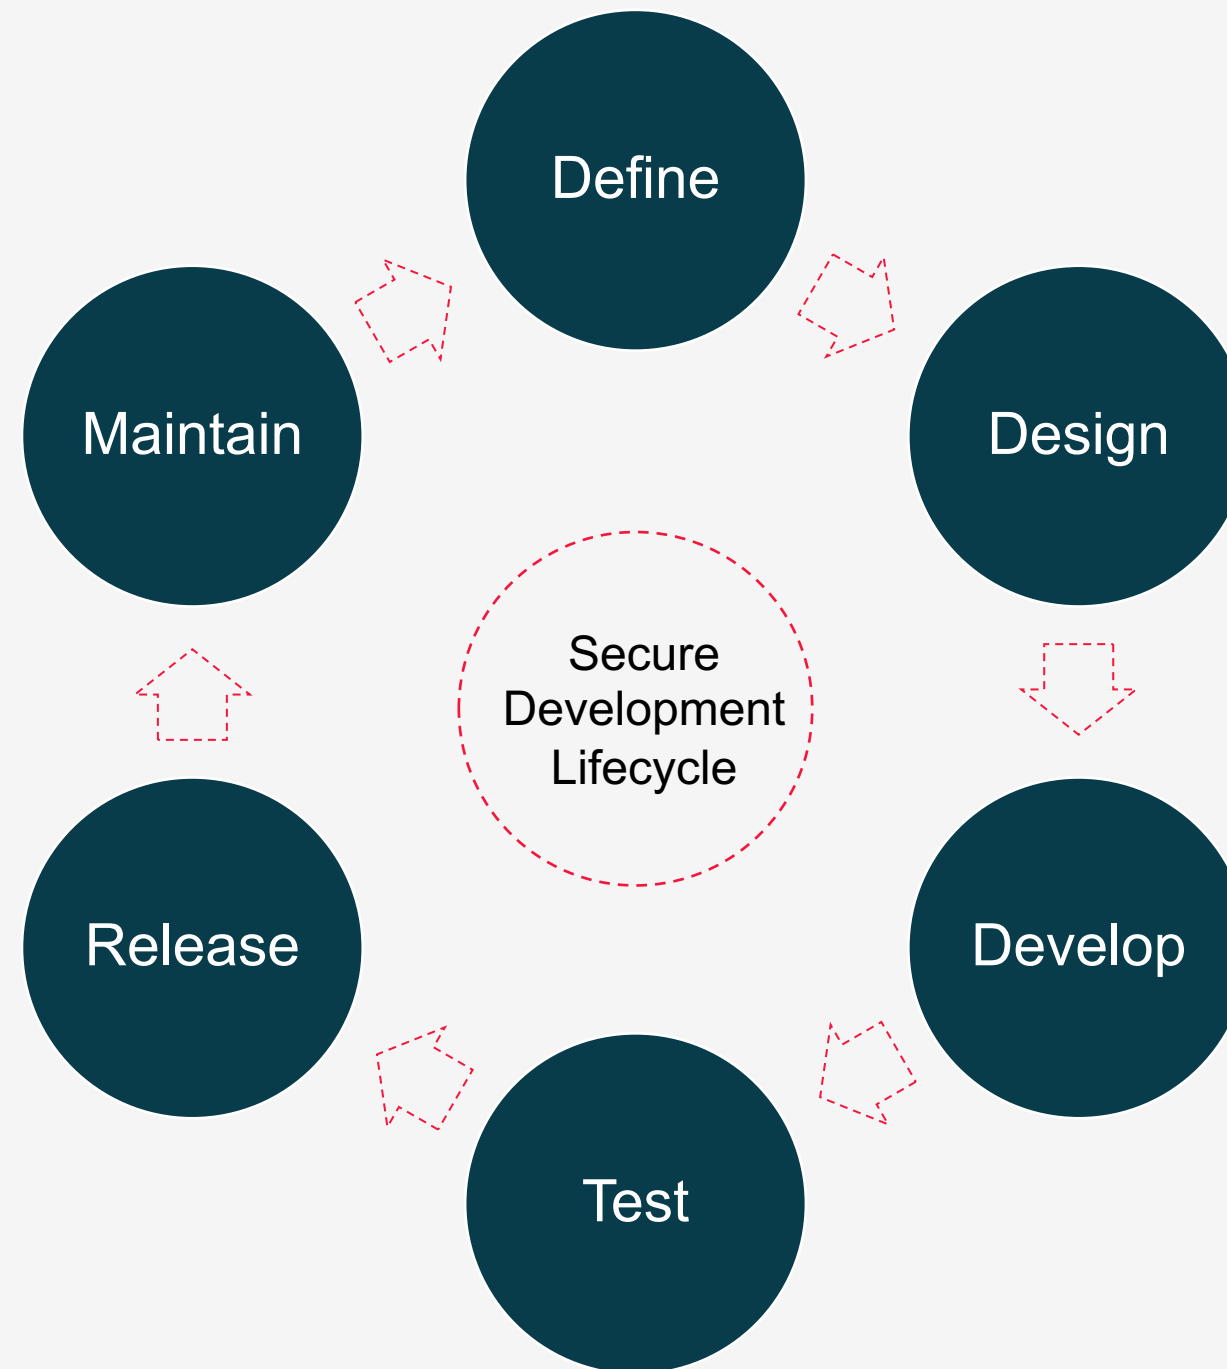 Define
Design
Develop
Test
Release
Maintain
Secure
Development
Lifecycle